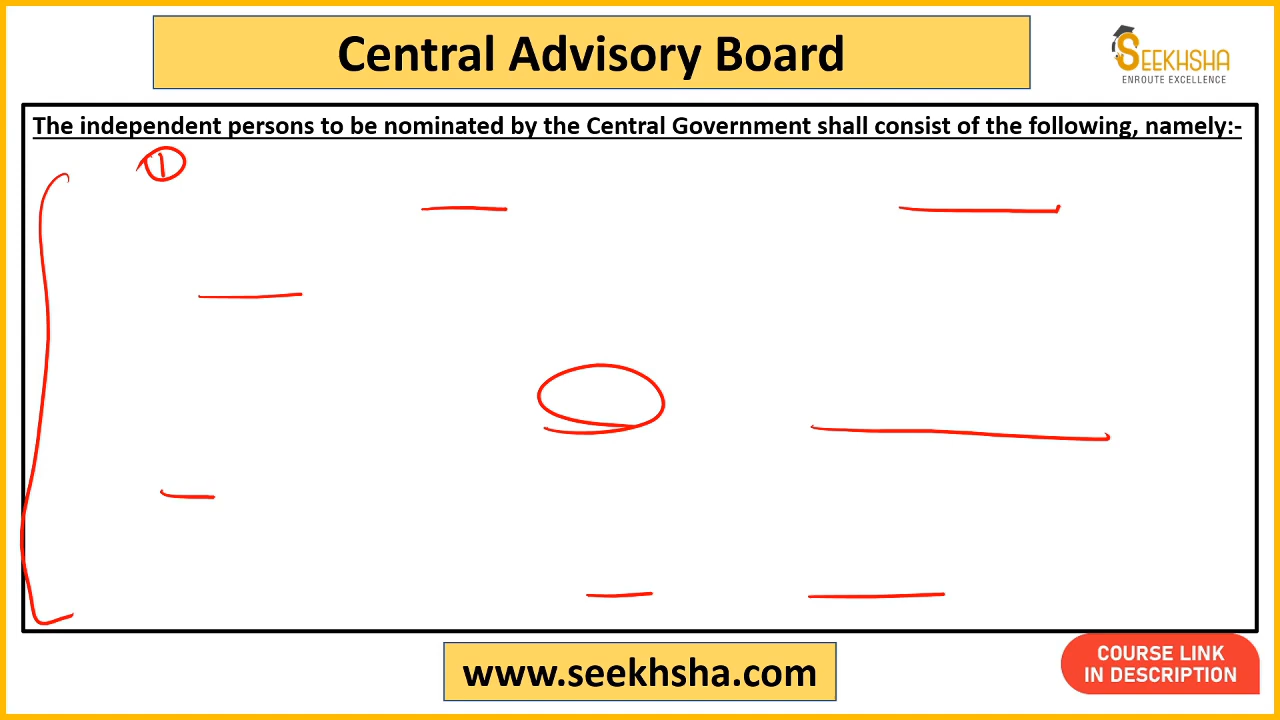 Central Advisory Board
SEEKHSHA
ENROUTE EXCELLENCE
The independent persons to be nominated by the Central Government shall consist of the following, namely:-
1
www.seekhsha.com
COURSE LINK
IN DESCRIPTION